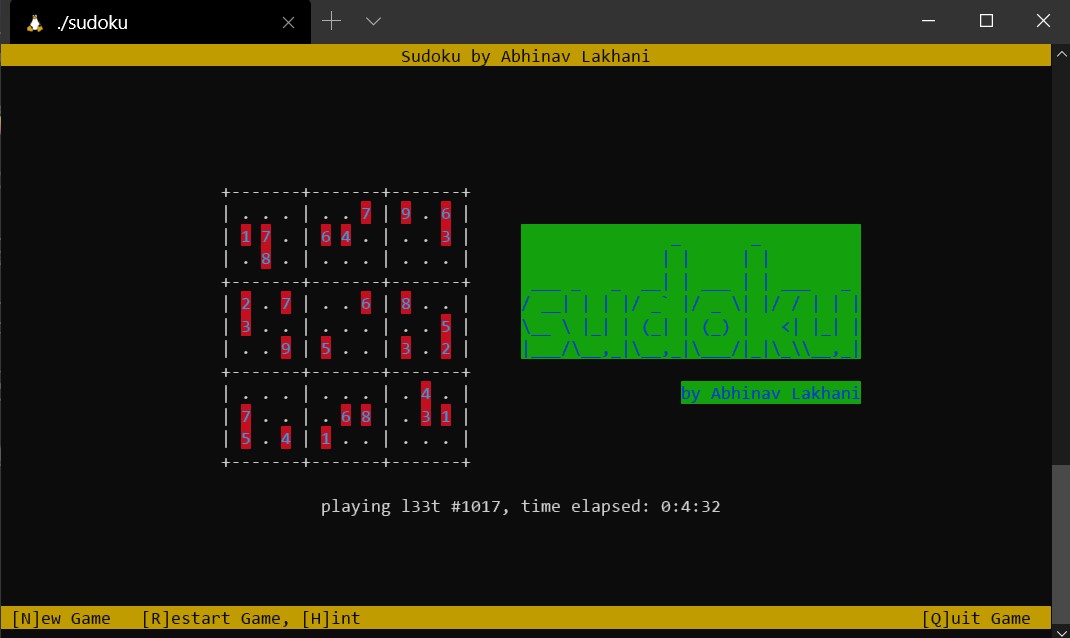 ./sudoku
Sudoku by Abhinav Lakhani
+-------+-------+-------+
| . . . | . . 7 | 9 . 6 |
| 1 7 . | 6 4 . | . . 3 |
| . 8 . | . . . | . . . |
+-------+-------+-------+
| 2 . 7 | . . 6 | 8 . . |
| 3 . . | . . . | . . 5 |
| . . 9 | 5 . . | 3 . 2 |
+-------+-------+-------+
| . . . | . . . | . 4 . |
| 7 . . | . 6 8 | . 3 1 |
| 5 . 4 | 1 . . | . . . |
+-------+-------+-------+
sudoku
by Abhinav Lakhani
playing l33t #1017, time elapsed: 0:4:32
[N]ew Game [R]estart Game, [H]int [Q]uit Game